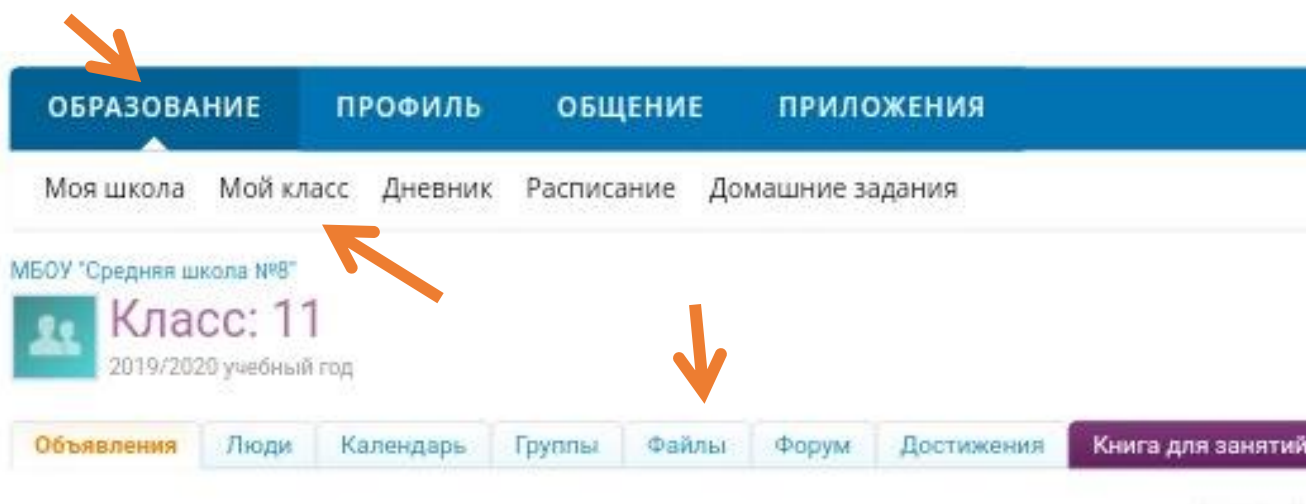 ОБРАЗОВАНИЕ ПРОФИЛЬ ОБЩЕНИЕ ПРИЛОЖЕНИЯ
Моя школа Мой класс Дневник Расписание Домашние задания
МБОУ "Средняя школа №8"
Класс: 11
2019/2020 учебный год
Объявления Люди Календарь Группы Файлы Форум Достижения Книга для занятий